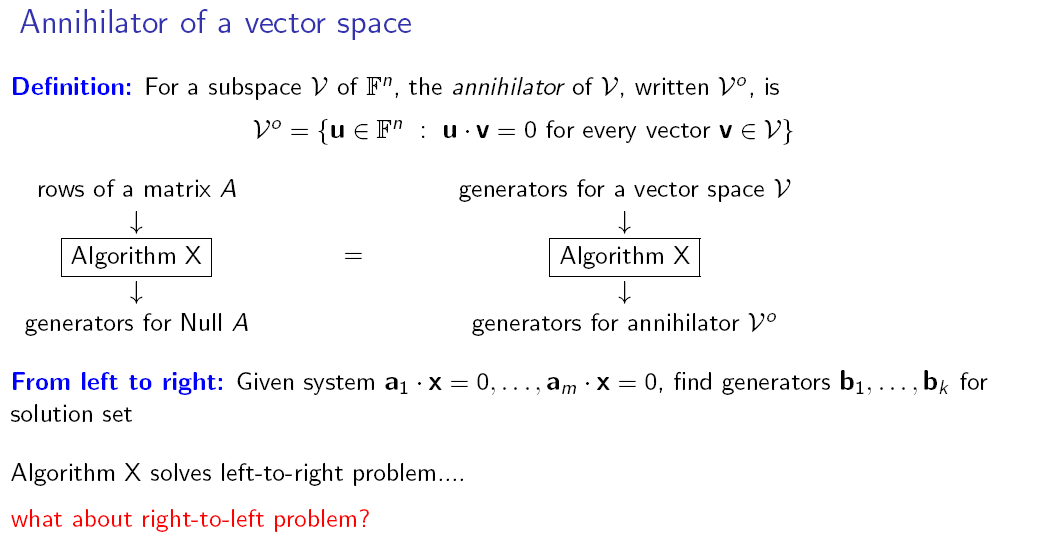 Annihilator of a vector space
Definition: For a subspace 𝒱 of 𝔽ⁿ, the annihilator of 𝒱, written 𝒱ᵒ, is
𝒱ᵒ = {u ∈ 𝔽ⁿ : u · v = 0 for every vector v ∈ 𝒱}
rows of a matrix A generators for a vector space 𝒱
↓ ↓
Algorithm X = Algorithm X
↓ ↓
generators for Null A generators for annihilator 𝒱ᵒ
From left to right: Given system a₁ · x = 0, . . . , aₘ · x = 0, find generators b₁, . . . , bₖ for
solution set
Algorithm X solves left-to-right problem....
what about right-to-left problem?